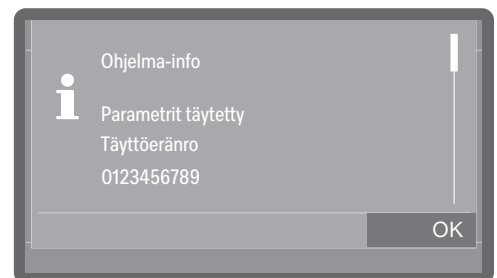 Ohjelma-info
Parametrit täytetty
Täyttöeränro
0123456789
OK